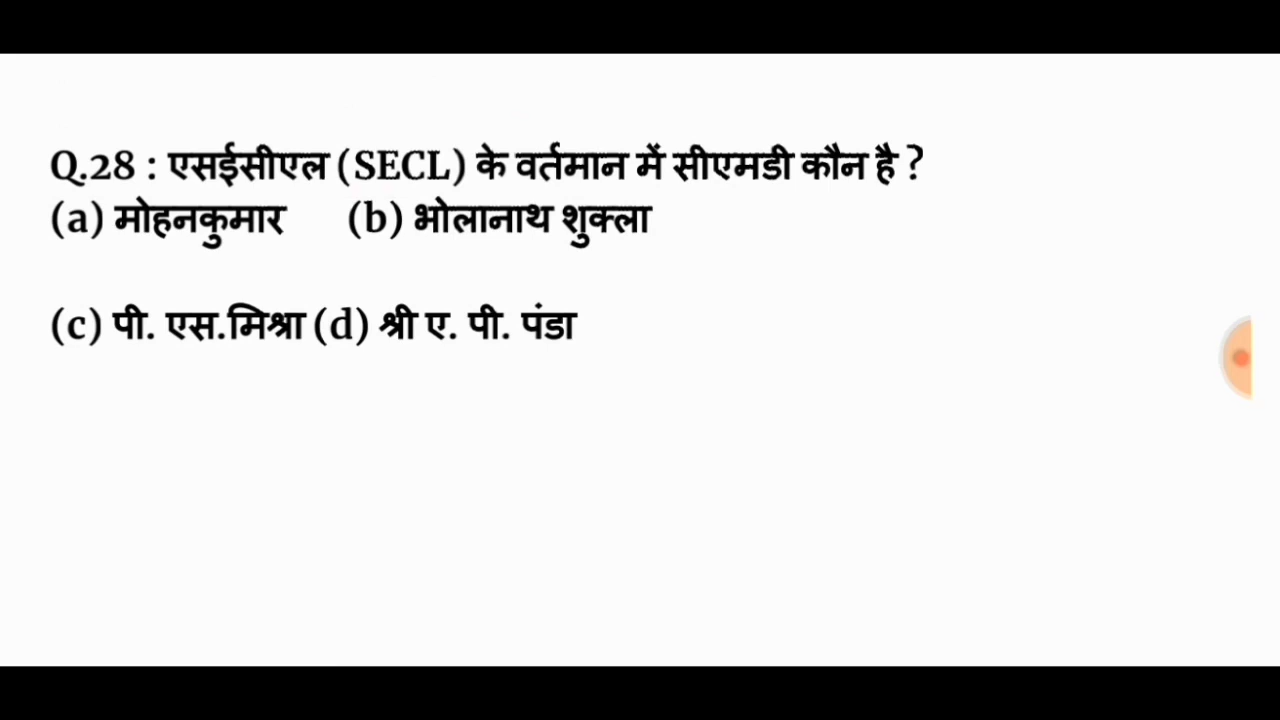 Q.28 : एसईसीएल (SECL) के वर्तमान में सीएमडी कौन है ?
(a) मोहनकुमार (b) भोलानाथ शुक्ला
(c) पी. एस.मिश्रा (d) श्री ए. पी. पंडा